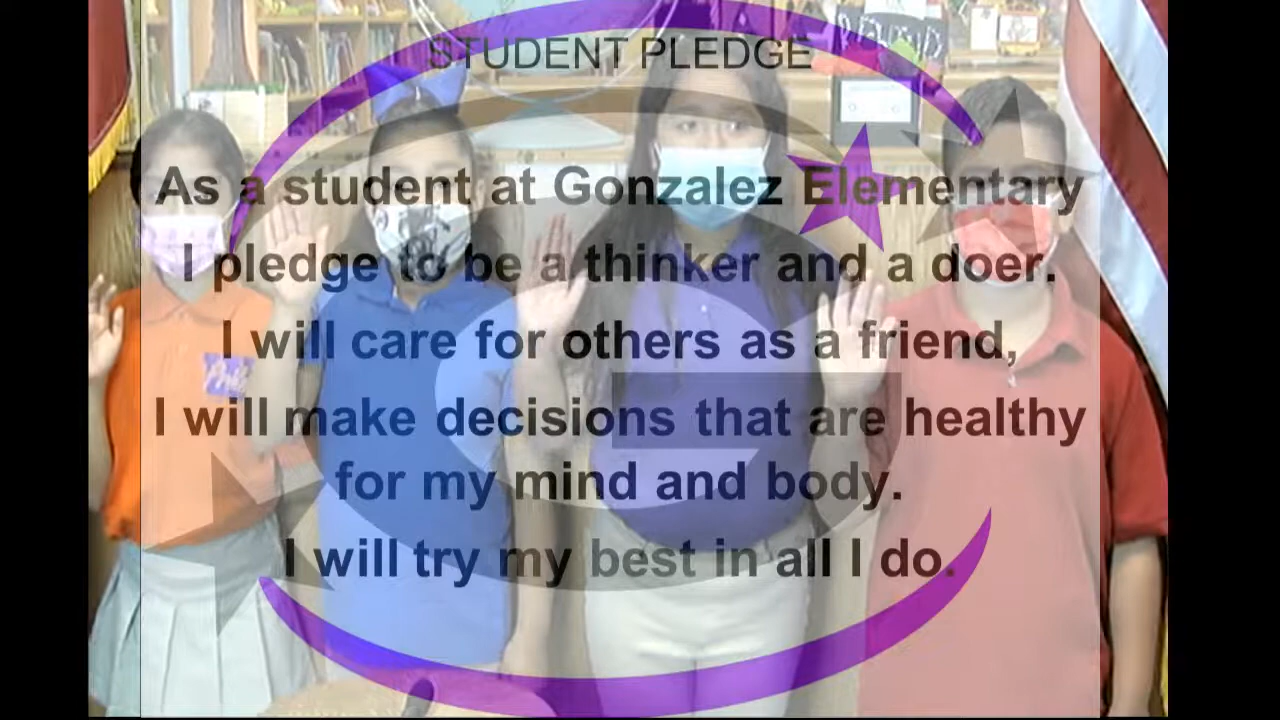 STUDENT PLEDGE
As a student at Gonzalez Elementary
I pledge to be a thinker and a doer.
I will care for others as a friend,
I will make decisions that are healthy
for my mind and body.
I will try my best in all I do.